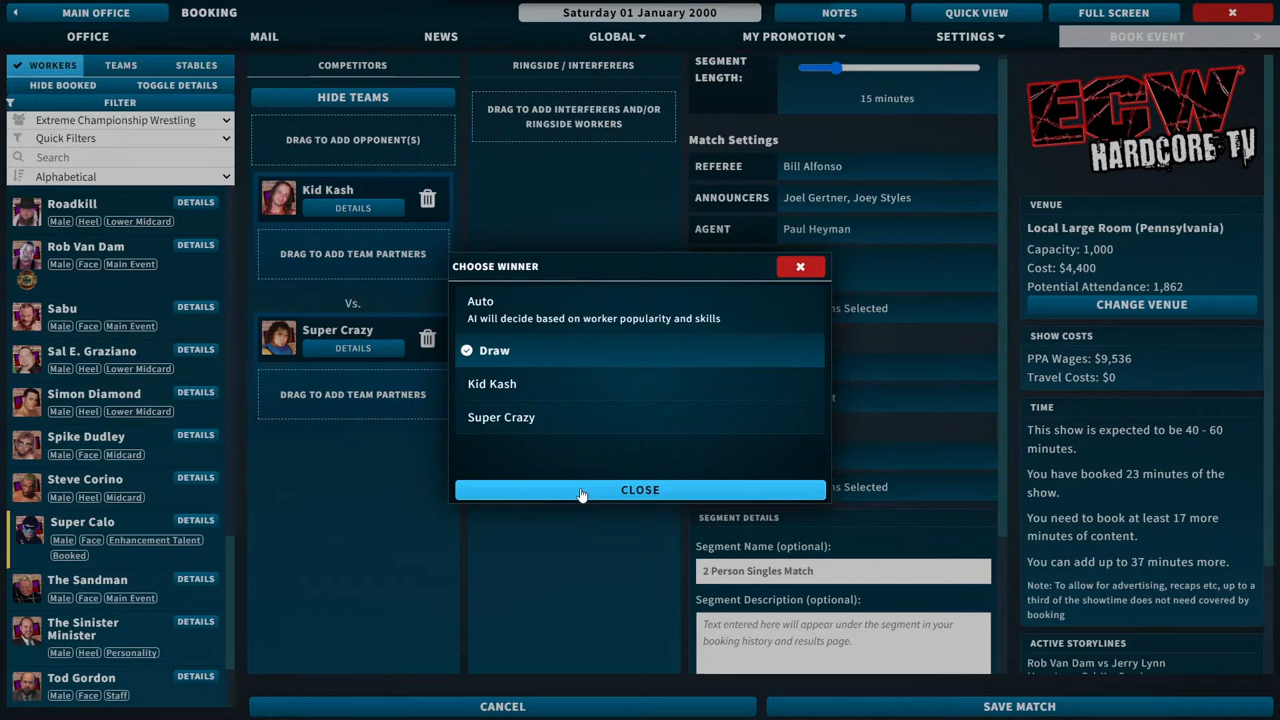 MAIN OFFICE
BOOKING
Saturday 01 January 2000
NOTES
QUICK VIEW
FULL SCREEN
OFFICE
MAIL
NEWS
GLOBAL
MY PROMOTION
SETTINGS
BOOK EVENT
WORKERS
TEAMS
STABLES
HIDE BOOKED
TOGGLE DETAILS
FILTER
Extreme Championship Wrestling
Quick Filters
Search
Alphabetical
Roadkill
DETAILS
Male Heel Lower Midcard
Rob Van Dam
DETAILS
Male Face Main Event
Sabu
DETAILS
Male Face Main Event
Sal E. Graziano
DETAILS
Male Heel Lower Midcard
Simon Diamond
DETAILS
Male Heel Lower Midcard
Spike Dudley
DETAILS
Male Face Midcard
Steve Corino
DETAILS
Male Heel Midcard
Super Calo
DETAILS
Male Face Enhancement Talent
Booked
The Sandman
DETAILS
Male Face Main Event
The Sinister
Minister
DETAILS
Male Heel Personality
Tod Gordon
DETAILS
Male Face Staff
COMPETITORS
HIDE TEAMS
DRAG TO ADD OPPONENT(S)
Kid Kash
DETAILS
DRAG TO ADD TEAM PARTNERS
Vs.
Super Crazy
DETAILS
DRAG TO ADD TEAM PARTNERS
RINGSIDE / INTERFERERS
DRAG TO ADD INTERFERERS AND/OR
RINGSIDE WORKERS
CHOOSE WINNER
Auto
AI will decide based on worker popularity and skills
Draw
Kid Kash
Super Crazy
CLOSE
SEGMENT
LENGTH:
15 minutes
Match Settings
REFEREE
Bill Alfonso
ANNOUNCERS
Joel Gertner, Joey Styles
AGENT
Paul Heyman
ns Selected
ns Selected
SEGMENT DETAILS
Segment Name (optional):
2 Person Singles Match
Segment Description (optional):
Text entered here will appear under the segment in your
booking history and results page.
ECW
HARDCORE TV
VENUE
Local Large Room (Pennsylvania)
Capacity: 1,000
Cost: $4,400
Potential Attendance: 1,862
CHANGE VENUE
SHOW COSTS
PPA Wages: $9,536
Travel Costs: $0
TIME
This show is expected to be 40 - 60
minutes.
You have booked 23 minutes of the
show.
You need to book at least 17 more
minutes of content.
You can add up to 37 minutes more.
Note: To allow for advertising, recaps etc, up to a
third of the showtime does not need covered by
booking
ACTIVE STORYLINES
Rob Van Dam vs Jerry Lynn
CANCEL
SAVE MATCH